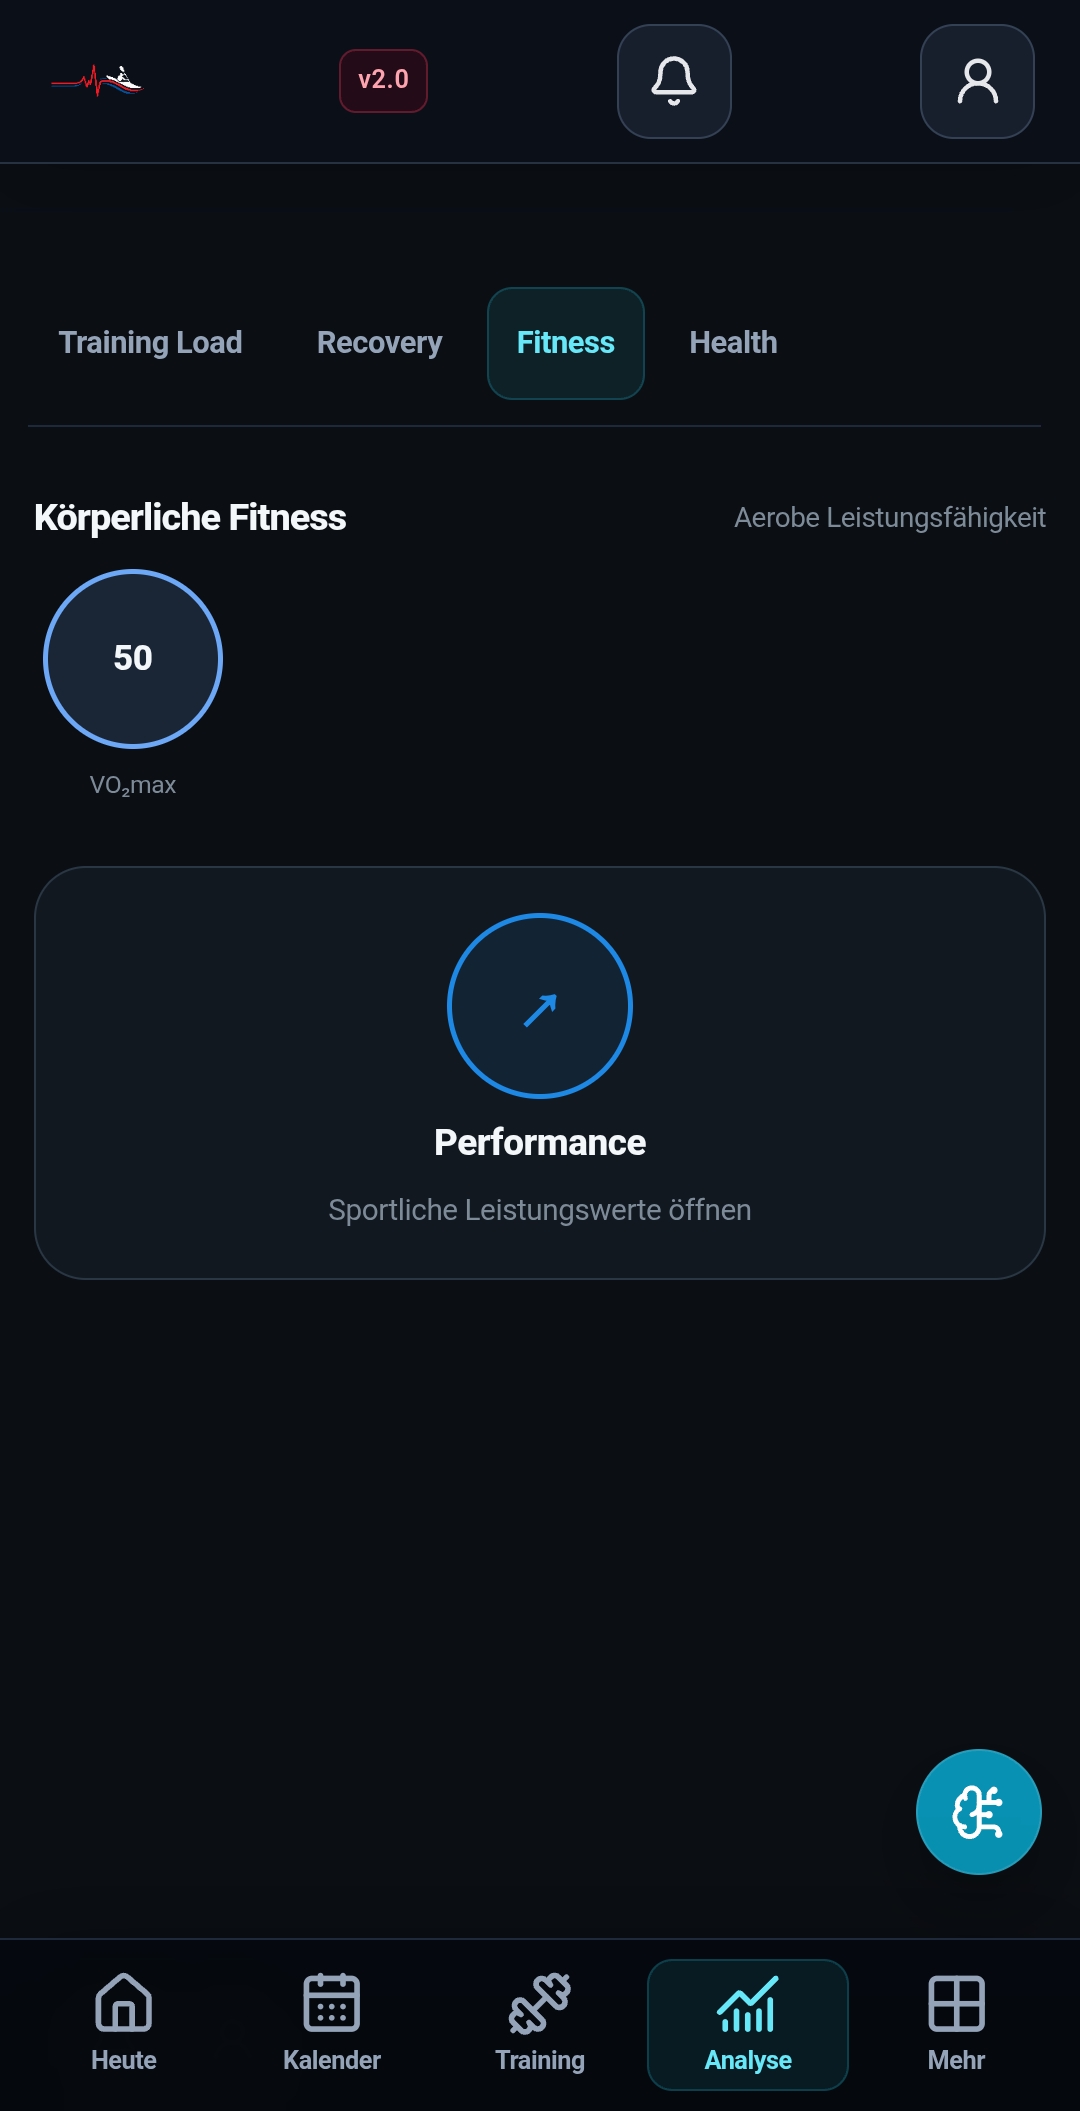 v2.0
Training Load
Recovery
Fitness
Health
Körperliche Fitness
Aerobe Leistungsfähigkeit
50
VO₂max
Performance
Sportliche Leistungswerte öffnen
Heute
Kalender
Training
Analyse
Mehr